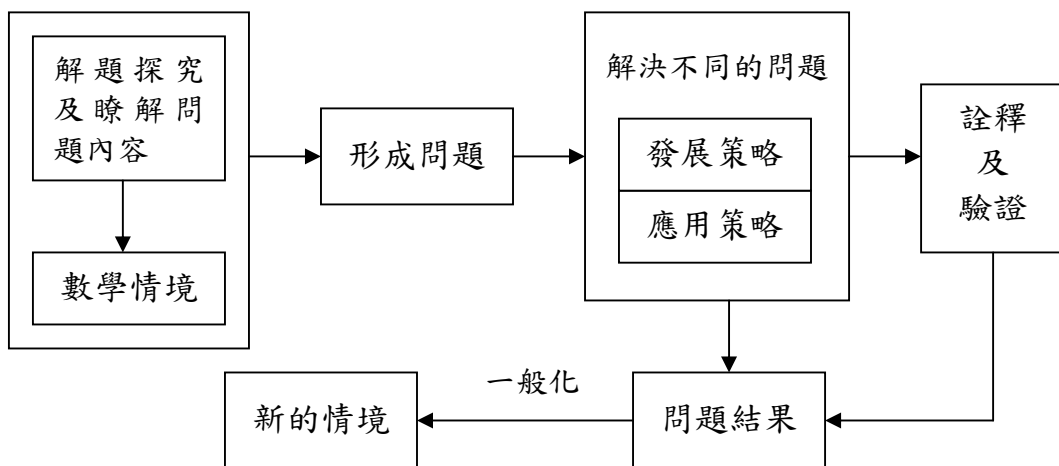 解題探究
及瞭解問
題內容
數學情境
形成問題
解決不同的問題
發展策略
應用策略
詮釋
及
驗證
一般化
新的情境
問題結果